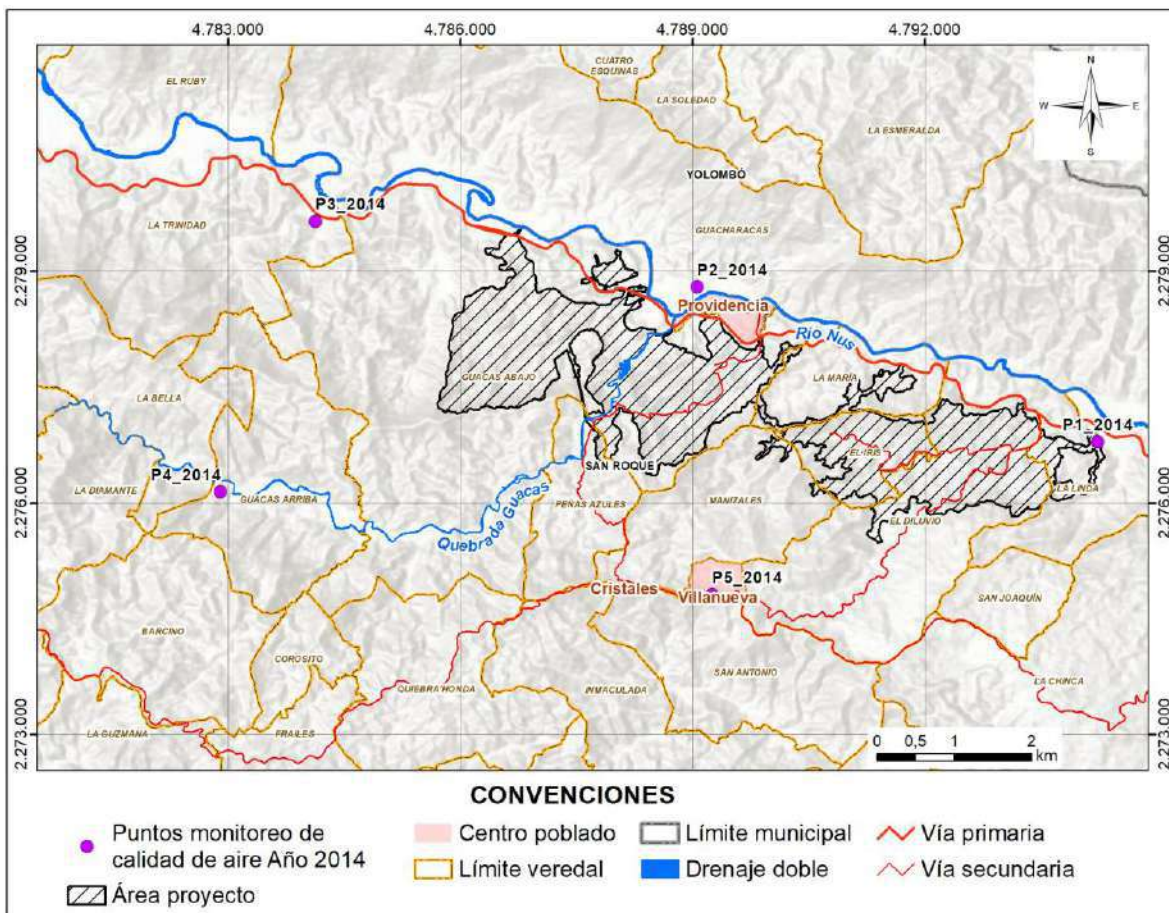 4.783.000
4.786.000
4.789.000
4.792.000
N
W
E
S
CUATRO
ESQUINAS
EL RUBY
LA SOLEDAD
LA ESMERALDA
YOLOMBÓ
P3_2014
LA TRINIDAD
GUACHARACAS
2.279.000
2.279.000
P2_2014
Providencia
Río Nus
GUACAS ABAJO
LA MARÍA
LA BELLA
P1_2014
P4_2014
SAN ROQUE
EL IRIS
LA DIAMANTE
GUACAS ARRIBA
LA LINDA
2.276.000
2.276.000
PEÑAS AZULES
MANIZALES
EL DILUVIO
Quebrada Guacas
P5_2014
Cristales
Villanueva
SAN JOAQUÍN
BARCINO
COROSITO
SAN ANTONIO
QUIEBRA HONDA
INMACULADA
LA CHINCA
2.273.000
2.273.000
LA GUZMANA
FRAILES
0 0,5 1 2
km
CONVENCIONES
Puntos monitoreo de
calidad de aire Año 2014
Centro poblado
Límite municipal
Vía primaria
Límite veredal
Drenaje doble
Vía secundaria
Área proyecto